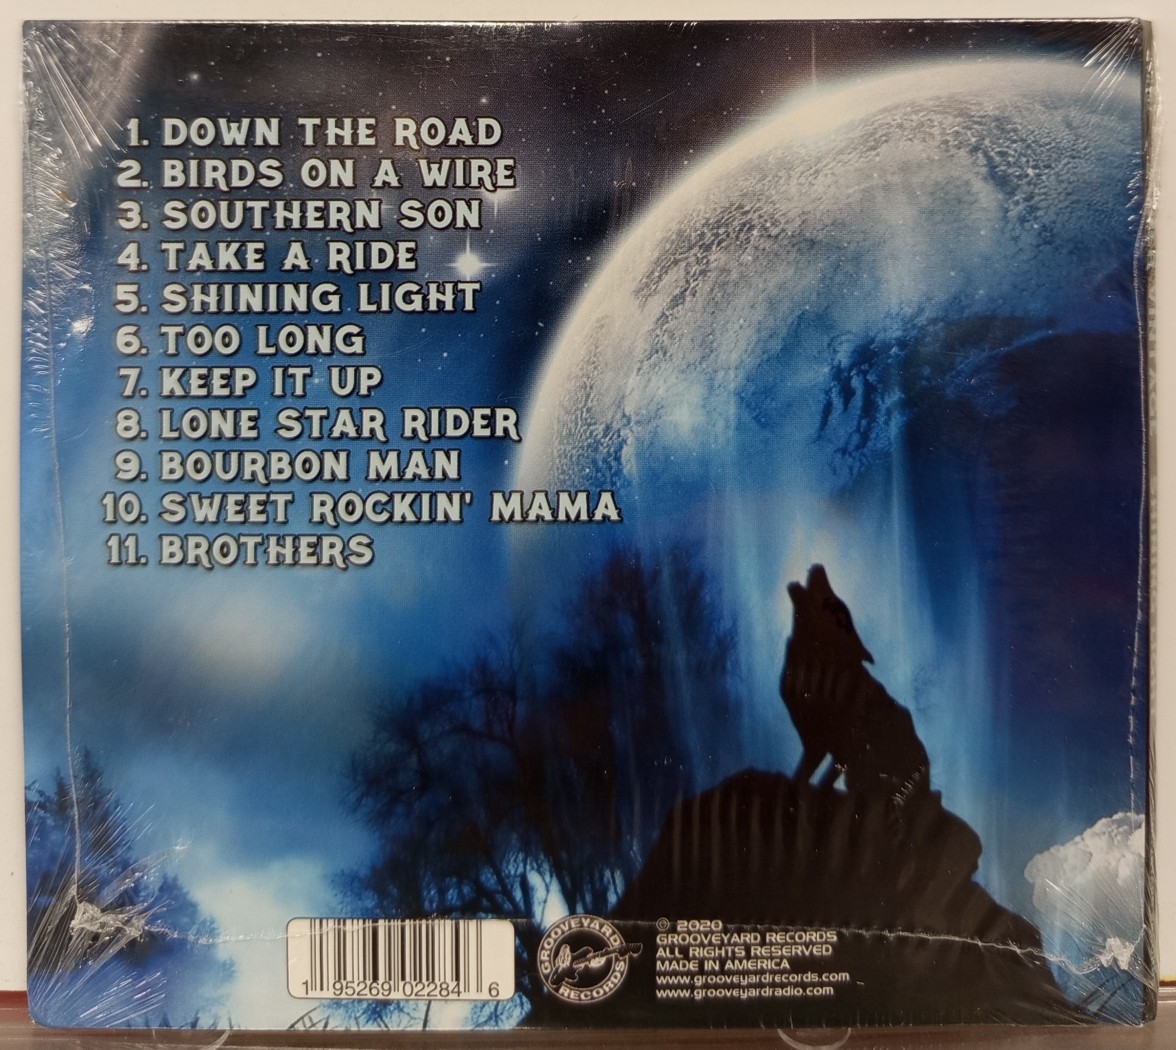 1. DOWN THE ROAD
2. BIRDS ON A WIRE
3. SOUTHERN SON
4. TAKE A RIDE
5. SHINING LIGHT
6. TOO LONG
7. KEEP IT UP
8. LONE STAR RIDER
9. BOURBON MAN
10. SWEET ROCKIN' MAMA
11. BROTHERS
1 95269 02284 6
GROOVEYARD
RECORDS
© 2020
GROOVEYARD RECORDS
ALL RIGHTS RESERVED
MADE IN AMERICA
www.grooveyardrecords.com
www.grooveyardradio.com